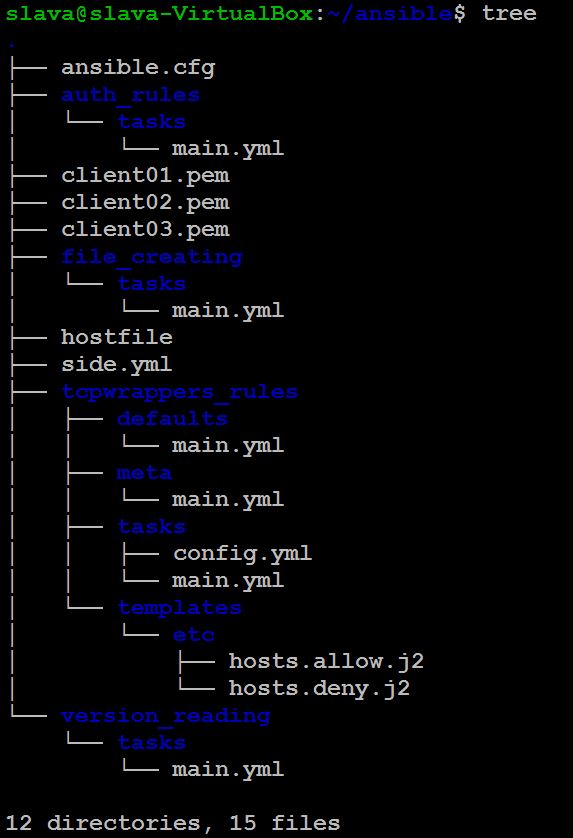 slava@slava-VirtualBox:~/ansible$ tree
.
├── ansible.cfg
├── auth_rules
│   └── tasks
│       └── main.yml
├── client01.pem
├── client02.pem
├── client03.pem
├── file_creating
│   └── tasks
│       └── main.yml
├── hostfile
├── side.yml
├── tcpwrappers_rules
│   ├── defaults
│   │   └── main.yml
│   ├── meta
│   │   └── main.yml
│   ├── tasks
│   │   ├── config.yml
│   │   └── main.yml
│   └── templates
│       └── etc
│           ├── hosts.allow.j2
│           └── hosts.deny.j2
└── version_reading
    └── tasks
        └── main.yml

12 directories, 15 files